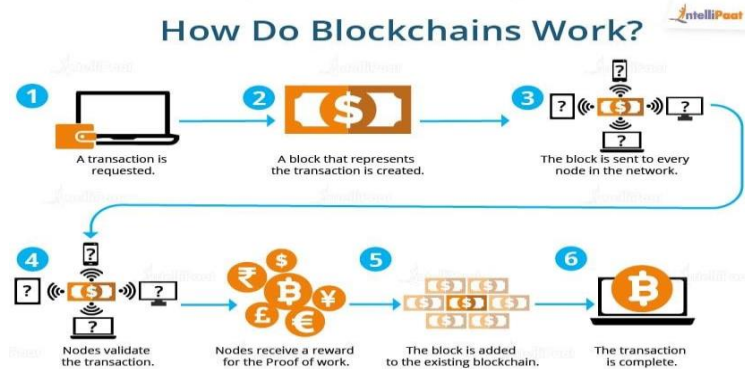 IntelliPaat
How Do Blockchains Work?
1
2
3
A transaction is
requested.
A block that represents
the transaction is created.
The block is sent to every
node in the network.
4
5
6
Nodes validate
the transaction.
Nodes receive a reward
for the Proof of work.
The block is added
to the existing blockchain.
The transaction
is complete.